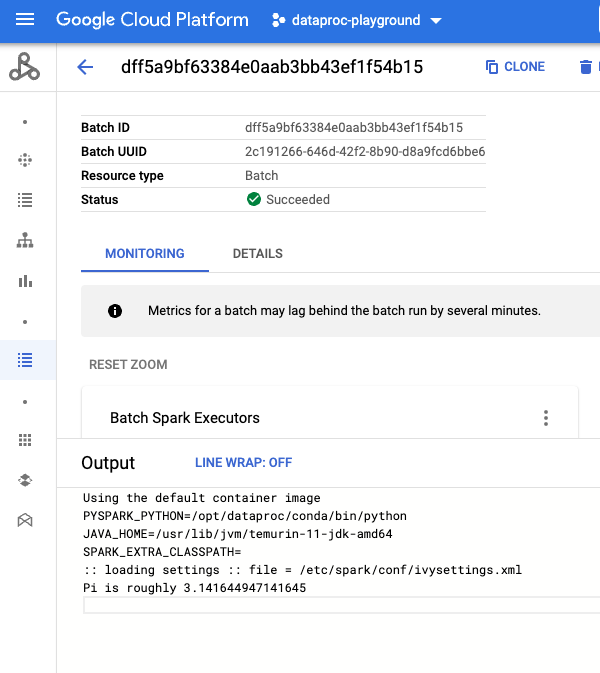 Google Cloud Platform dataproc-playground
dff5a9bf63384e0aab3bb43ef1f54b15 CLONE
Batch ID dff5a9bf63384e0aab3bb43ef1f54b15
Batch UUID 2c191266-646d-42f2-8b90-d8a9fcd6bbe6
Resource type Batch
Status Succeeded
MONITORING DETAILS
Metrics for a batch may lag behind the batch run by several minutes.
RESET ZOOM
Batch Spark Executors
Output LINE WRAP: OFF
Using the default container image
PYSPARK_PYTHON=/opt/dataproc/conda/bin/python
JAVA_HOME=/usr/lib/jvm/temurin-11-jdk-amd64
SPARK_EXTRA_CLASSPATH=
:: loading settings :: file = /etc/spark/conf/ivysettings.xml
Pi is roughly 3.141644947141645